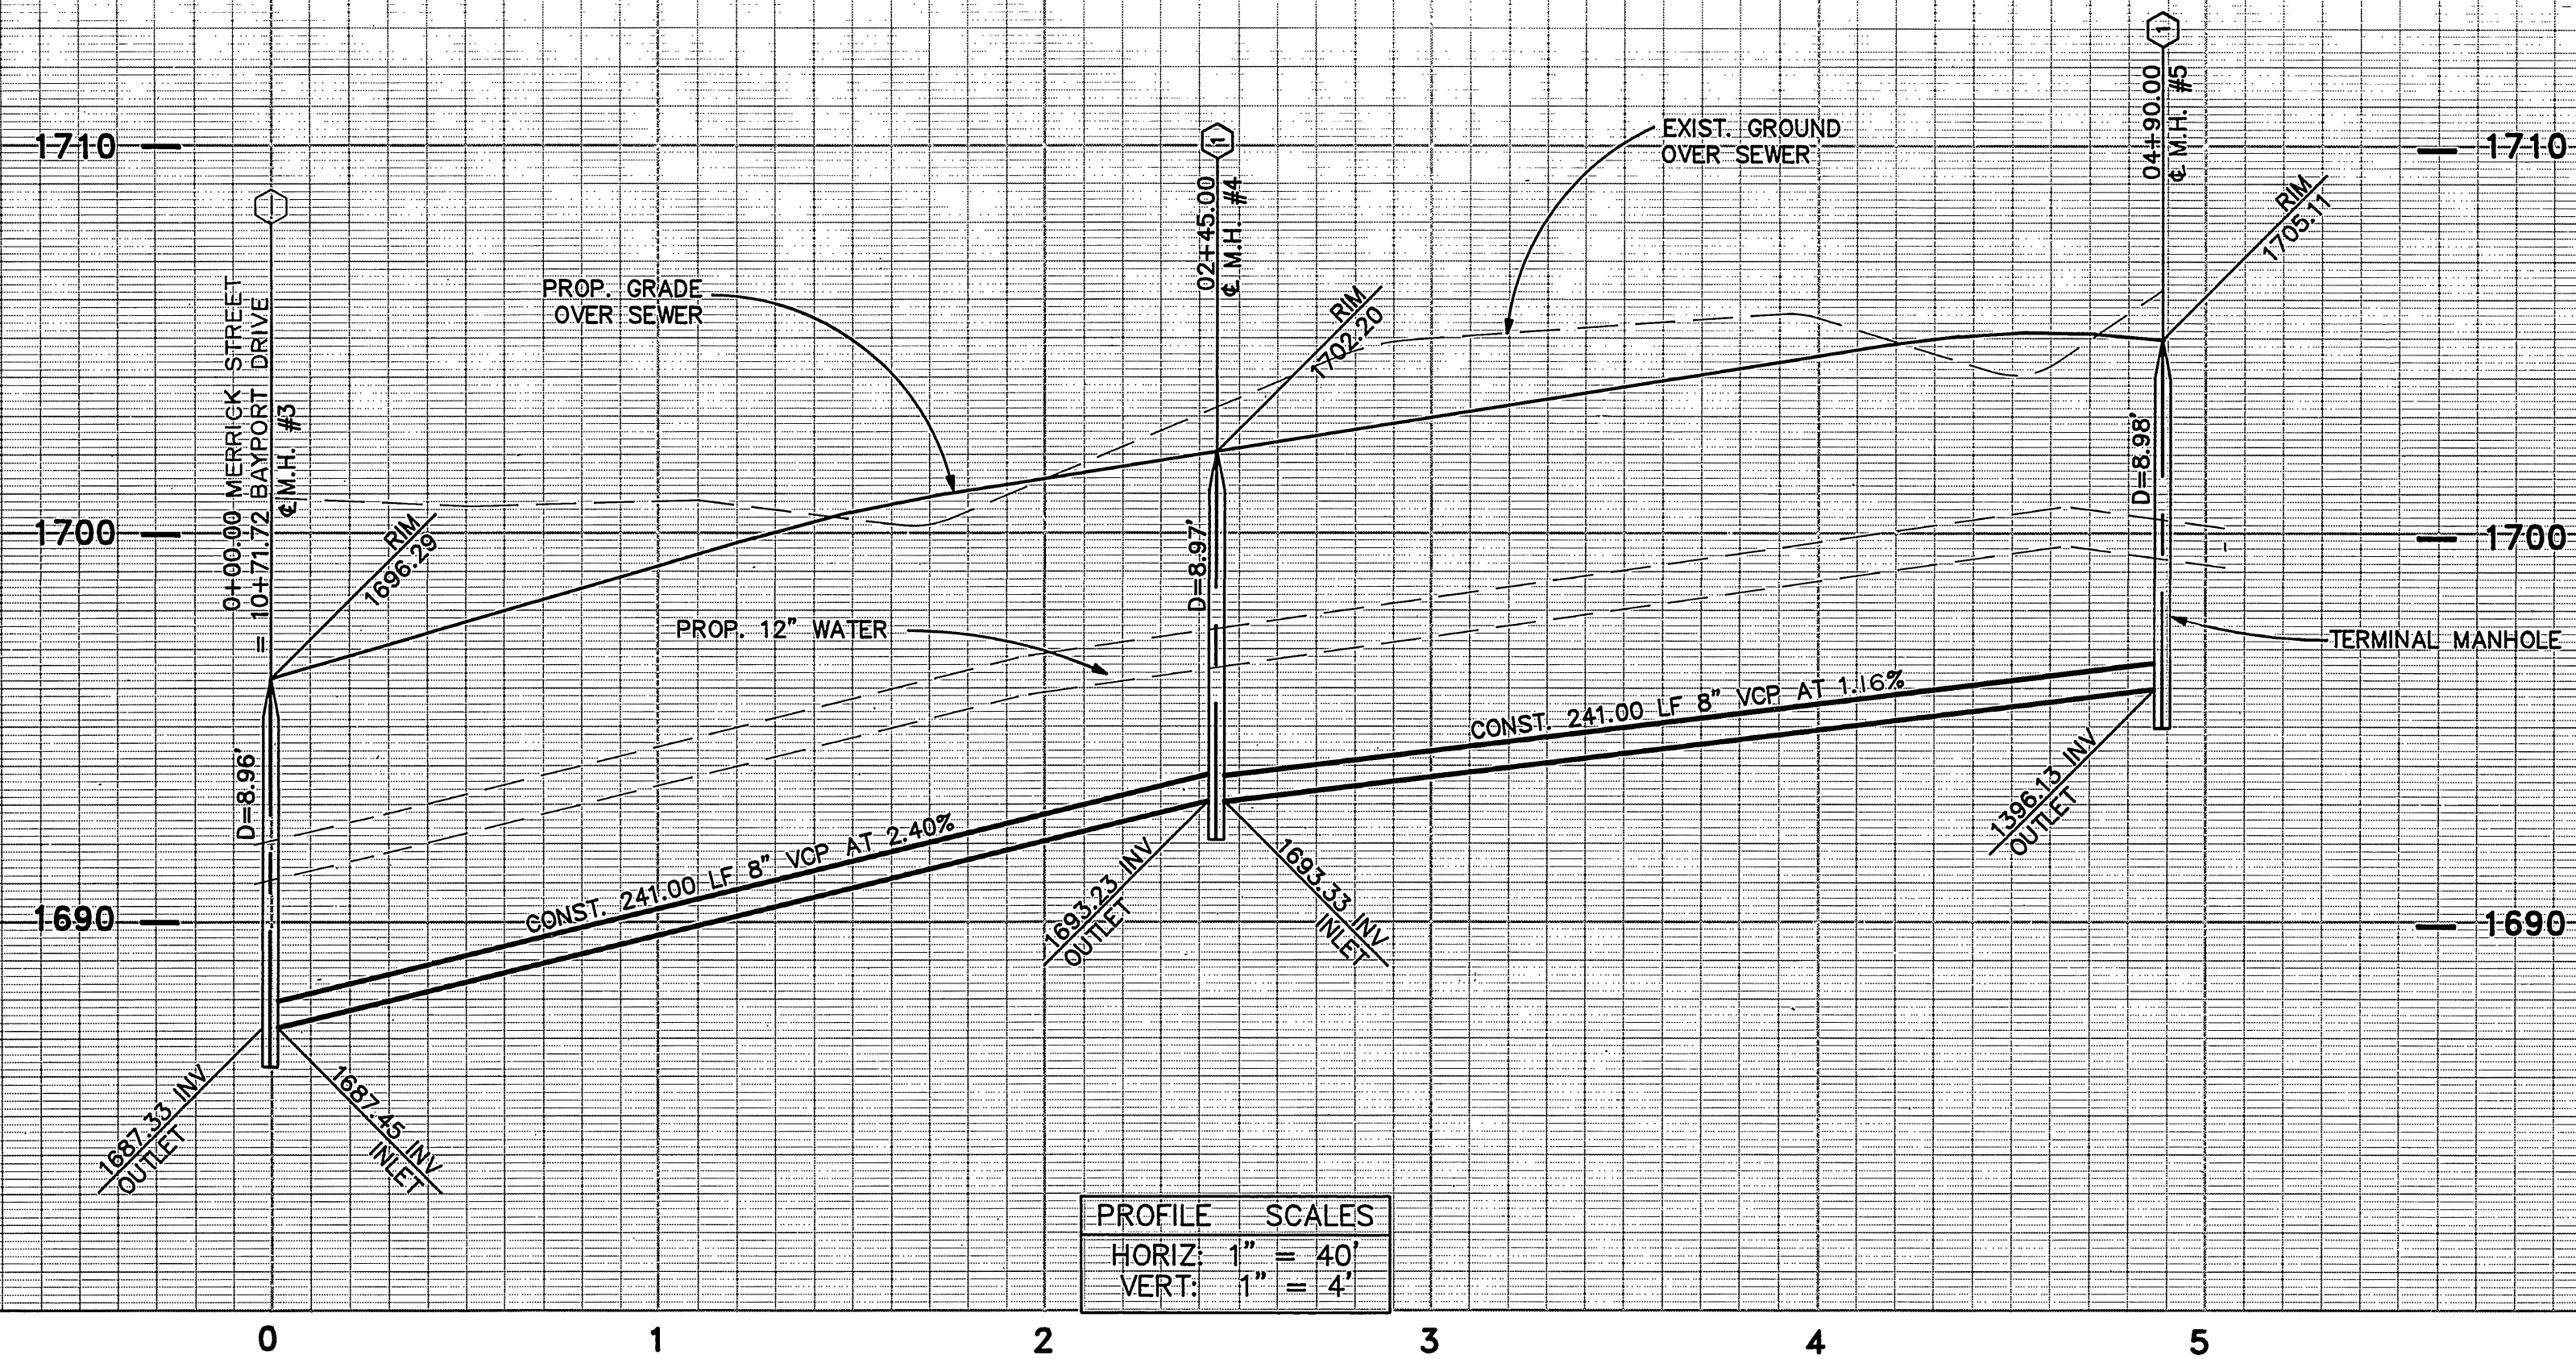 1
04+90.00
℄ M.H. #5
1
1710
EXIST. GROUND
OVER SEWER
1710
RIM
1705.11
02+45.00
℄ M.H. #4
PROP. GRADE
OVER SEWER
RIM
1702.20
0+00.00 MERRICK STREET
= 10+71.72 BAYPORT DRIVE
℄ M.H. #3
RIM
1696.29
D=8.98'
1700
1700
D=8.97'
PROP. 12" WATER
TERMINAL MANHOLE
D=8.96'
CONST. 241.00 LF 8" VCP AT 1.16%
CONST. 241.00 LF 8" VCP AT 2.40%
1396.13 INV
OUTLET
1690
1690
1693.23 INV
OUTLET
1693.33 INV
INLET
1687.33 INV
OUTLET
1687.45 INV
INLET
PROFILE SCALES
HORIZ: 1" = 40'
VERT: 1" = 4'
0 1 2 3 4 5